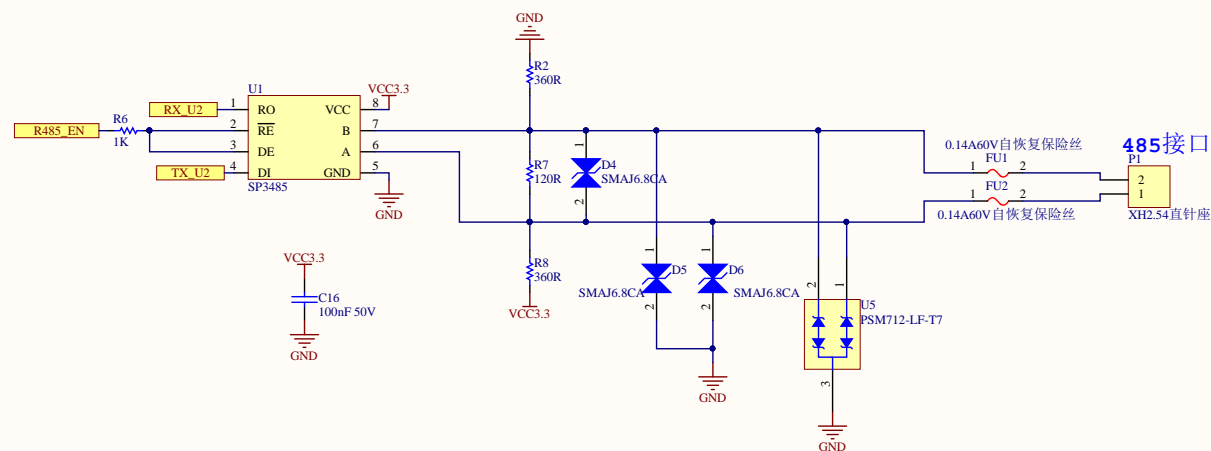 GND
R2
360R
U1
VCC3.3
RX_U2
1
RO
VCC
8
R6
R485_EN
1K
2
RE
B
7
3
DE
A
6
TX_U2
4
DI
GND
5
SP3485
GND
R7
120R
1
D4
SMAJ6.8CA
2
0.14A60V自恢复保险丝
FU1
1
2
FU2
1
2
0.14A60V自恢复保险丝
485接口
P1
2
1
XH2.54直针座
R8
360R
VCC3.3
1
D5
SMAJ6.8CA
2
1
D6
SMAJ6.8CA
2
GND
2
1
U5
PSM712-LF-T7
3
GND
VCC3.3
C16
100nF 50V
GND